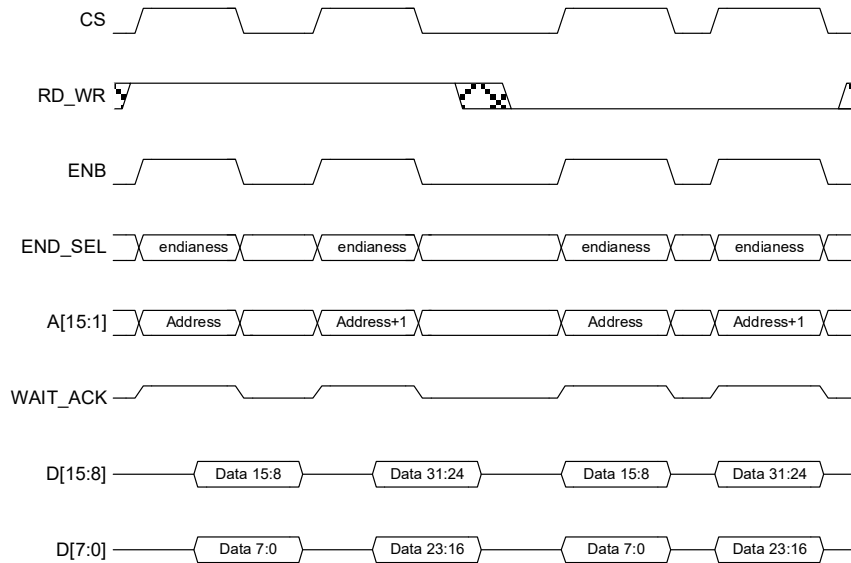 CS
RD_WR
ENB
END_SEL endianess endianess endianess endianess
A[15:1] Address Address+1 Address Address+1
WAIT_ACK
D[15:8] Data 15:8 Data 31:24 Data 15:8 Data 31:24
D[7:0] Data 7:0 Data 23:16 Data 7:0 Data 23:16